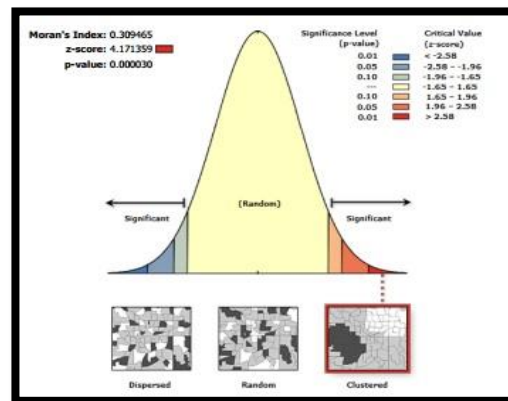 Moran's Index: 0.309465
z-score: 4.171359
p-value: 0.000030
Significance Level
(p-value)
Critical Value
(z-score)
0.01 < -2.58
0.05 -2.58 – -1.96
0.10 -1.96 – -1.65
--- -1.65 – 1.65
0.10 1.65 – 1.96
0.05 1.96 – 2.58
0.01 > 2.58
(Random)
Significant
Significant
Dispersed
Random
Clustered